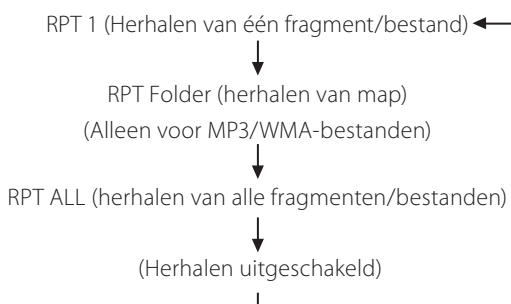 RPT 1 (Herhalen van één fragment/bestand)
RPT Folder (herhalen van map)
(Alleen voor MP3/WMA-bestanden)
RPT ALL (herhalen van alle fragmenten/bestanden)
(Herhalen uitgeschakeld)